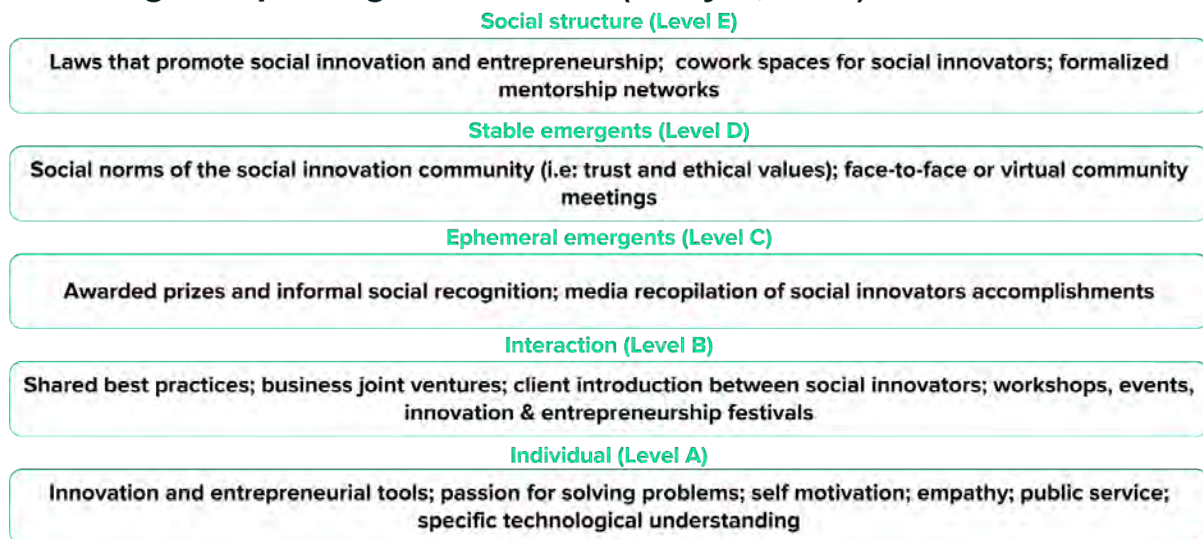 Social structure (Level E)
Laws that promote social innovation and entrepreneurship; cowork spaces for social innovators; formalized
mentorship networks
Stable emergents (Level D)
Social norms of the social innovation community (i.e: trust and ethical values); face-to-face or virtual community
meetings
Ephemeral emergents (Level C)
Awarded prizes and informal social recognition; media recopilation of social innovators accomplishments
Interaction (Level B)
Shared best practices; business joint ventures; client introduction between social innovators; workshops, events,
innovation & entrepreneurship festivals
Individual (Level A)
Innovation and entrepreneurial tools; passion for solving problems; self motivation; empathy; public service;
specific technological understanding